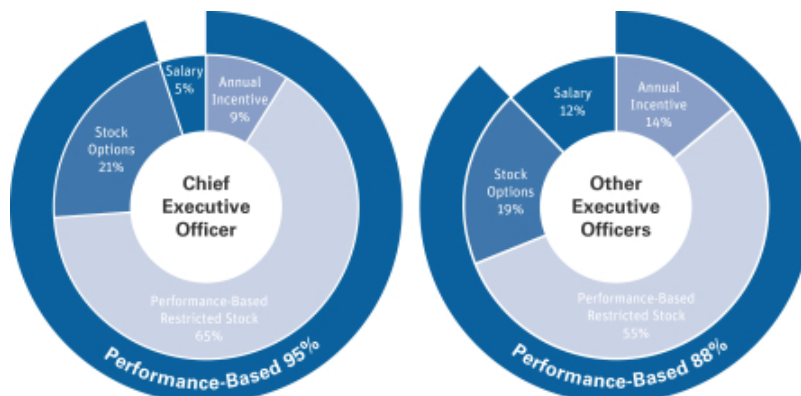 Salary
5%
Annual
Incentive
9%
Stock
Options
21%
Chief
Executive
Officer
Performance-Based
Restricted Stock
65%
Performance-Based 95%
Salary
12%
Annual
Incentive
14%
Stock
Options
19%
Other
Executive
Officers
Performance-Based
Restricted Stock
55%
Performance-Based 88%